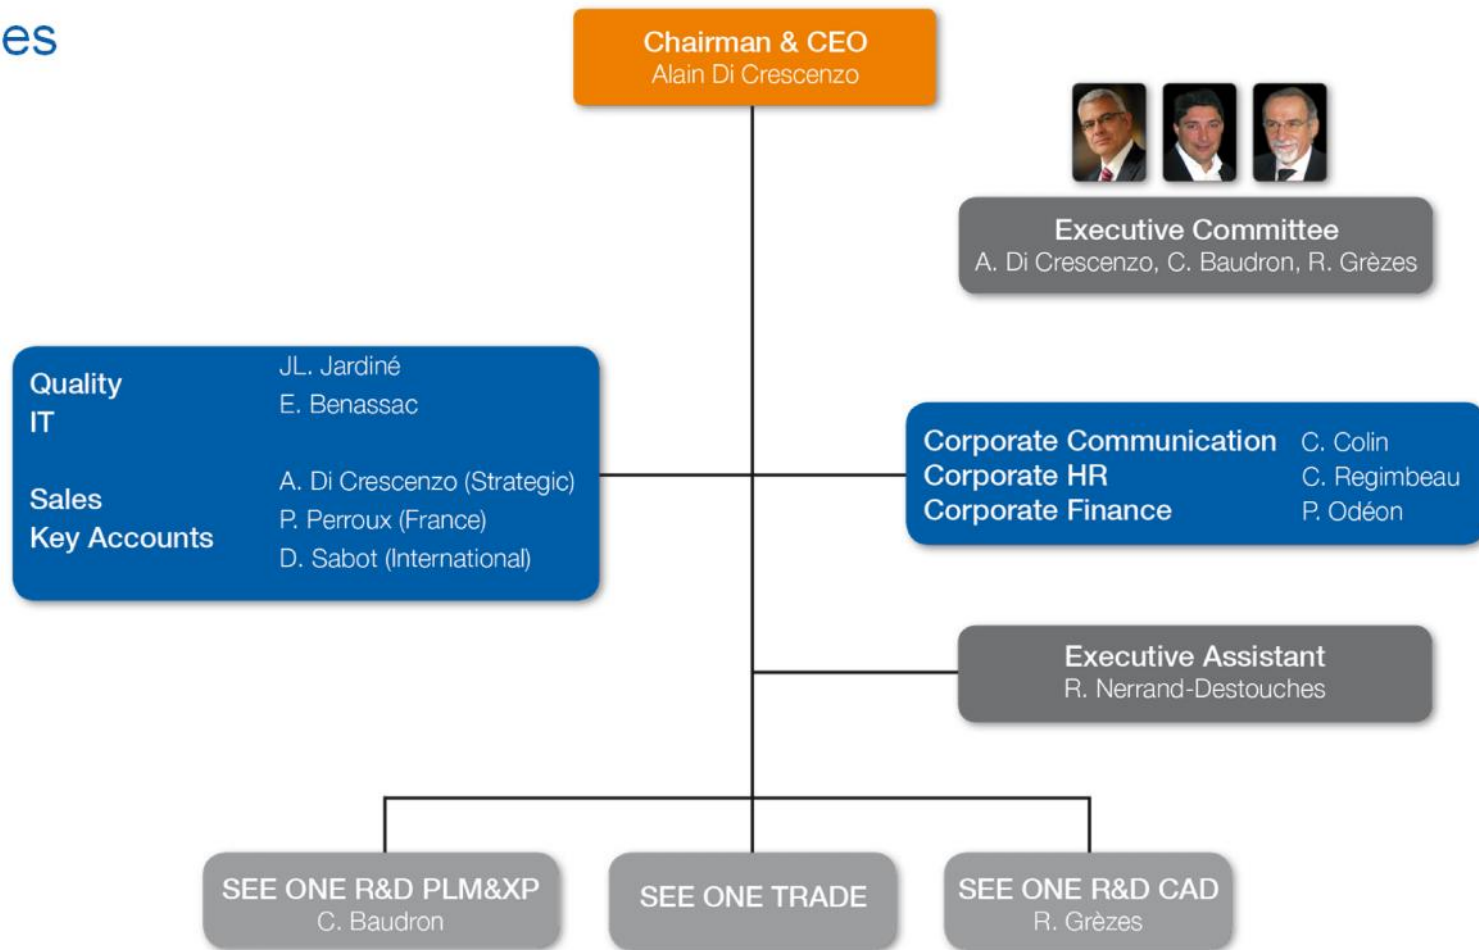 es
Chairman & CEO
Alain Di Crescenzo
Executive Committee
A. Di Crescenzo, C. Baudron, R. Grèzes
Quality JL. Jardiné
IT E. Benassac
Sales A. Di Crescenzo (Strategic)
Key Accounts P. Perroux (France)
D. Sabot (International)
Corporate Communication C. Colin
Corporate HR C. Regimbeau
Corporate Finance P. Odéon
Executive Assistant
R. Nerrand-Destouches
SEE ONE R&D PLM&XP
C. Baudron
SEE ONE TRADE
SEE ONE R&D CAD
R. Grèzes